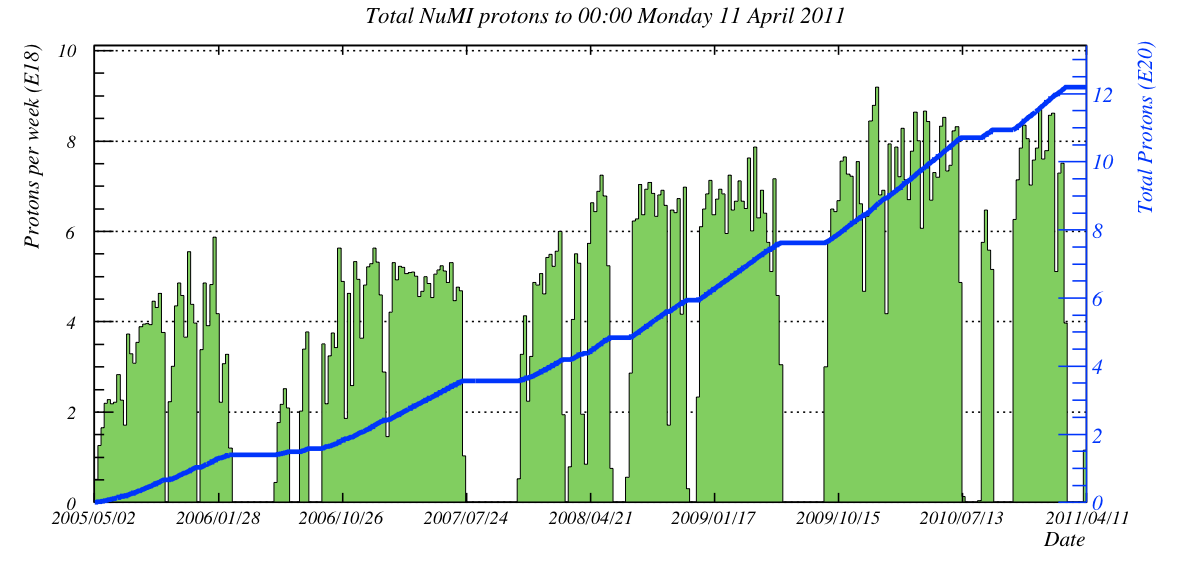 Total NuMI protons to 00:00 Monday 11 April 2011
Protons per week (E18)
Total Protons (E20)
10
8
6
4
2
0
12
10
8
6
4
2
0
2005/05/02 2006/01/28 2006/10/26 2007/07/24 2008/04/21 2009/01/17 2009/10/15 2010/07/13 2011/04/11
Date